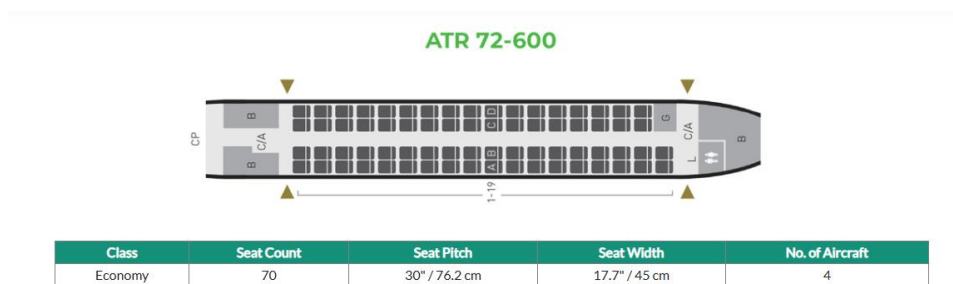 ATR 72-600
B
D
C
G
C/A
CP
C/A
B
B
B
A
L
1-19
Class Seat Count Seat Pitch Seat Width No. of Aircraft
Economy 70 30" / 76.2 cm 17.7" / 45 cm 4